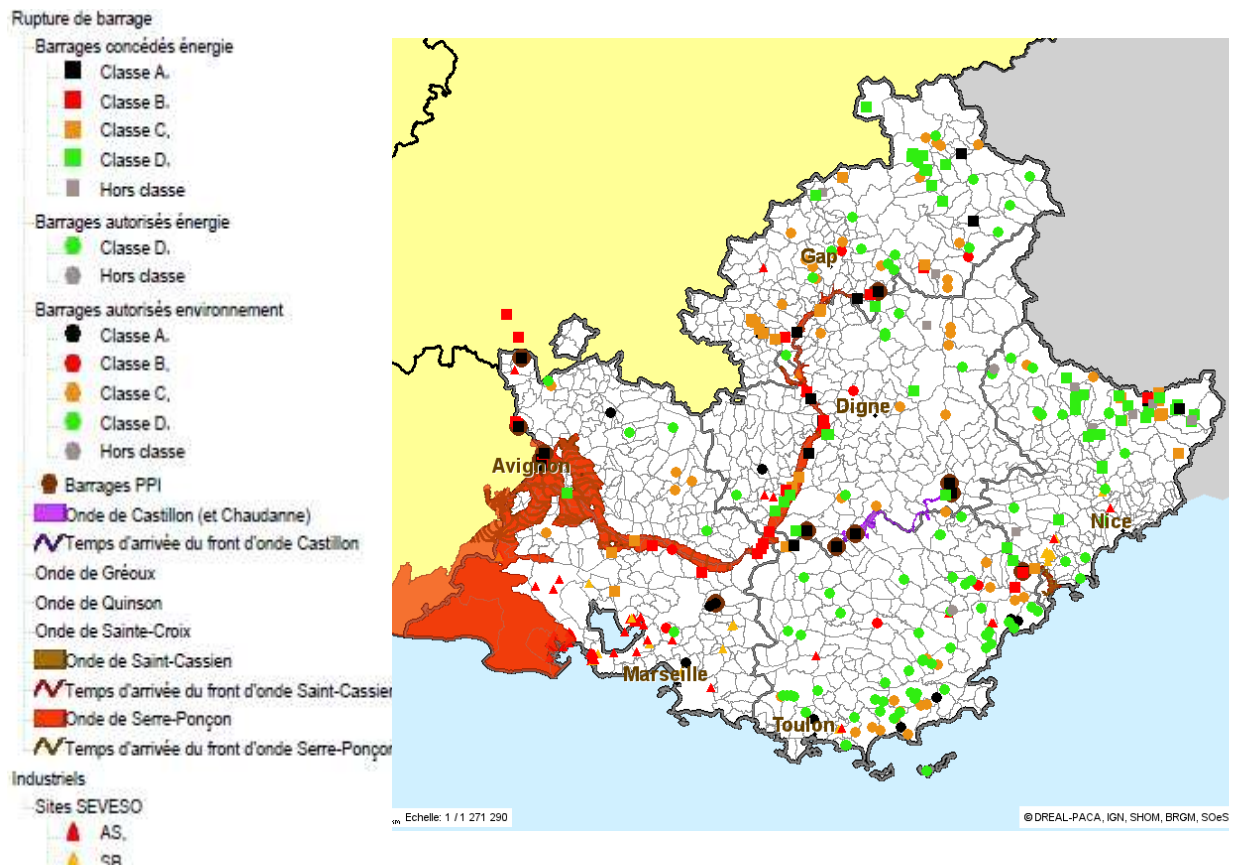 Rupture de barrage
Barrages concédés énergie
Classe A,
Classe B,
Classe C,
Classe D,
Hors classe
Barrages autorisés énergie
Classe D,
Hors classe
Barrages autorisés environnement
Classe A,
Classe B,
Classe C,
Classe D,
Hors classe
Barrages PPI
Onde de Castillon (et Chaudanne)
Temps d'arrivée du front d'onde Castillon
Onde de Gréoux
Onde de Quinson
Onde de Sainte-Croix
Onde de Saint-Cassien
Temps d'arrivée du front d'onde Saint-Cassien
Onde de Serre-Ponçon
Temps d'arrivée du front d'onde Serre-Ponçon
Industriels
Sites SEVESO
AS,
SB
Gap
Digne
Avignon
Nice
Marseille
Toulon
Echelle: 1 / 1 271 290
© DREAL-PACA, IGN, SHOM, BRGM, SOeS